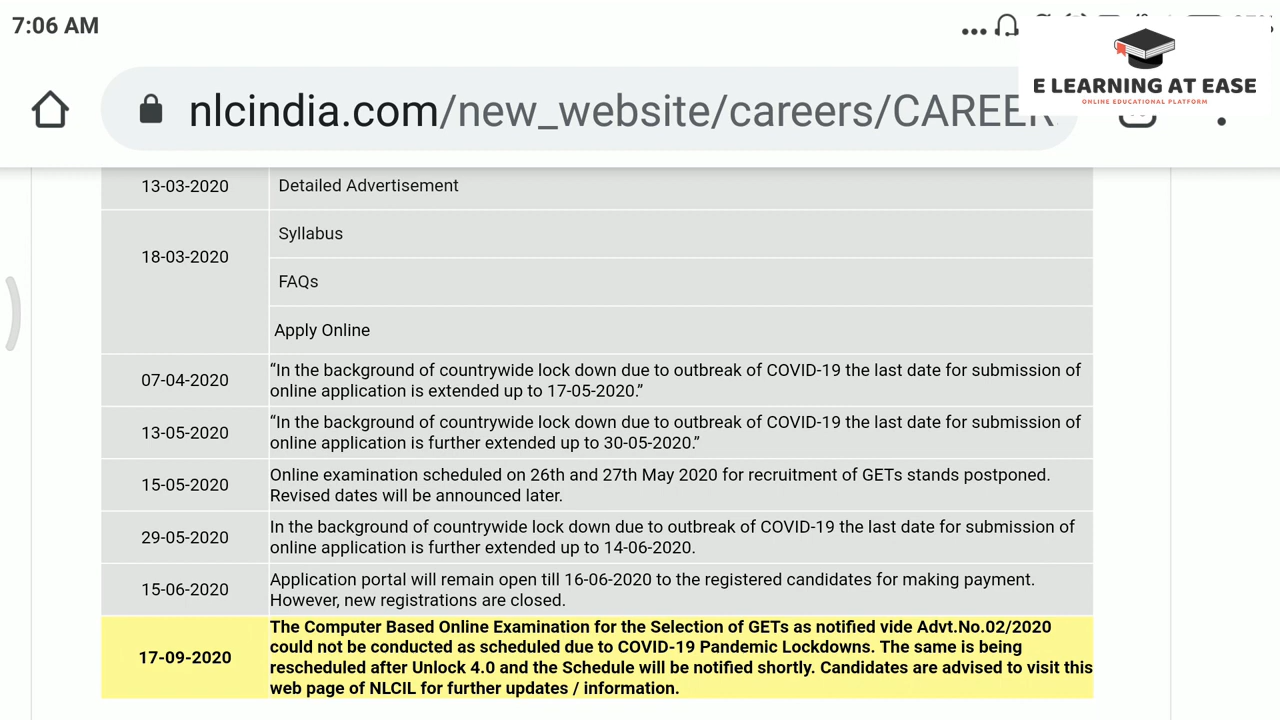 7:06 AM
E LEARNING AT EASE
ONLINE EDUCATIONAL PLATFORM
nlcindia.com/new_website/careers/CAREER
13-03-2020 Detailed Advertisement
18-03-2020
Syllabus
FAQs
Apply Online
07-04-2020
“In the background of countrywide lock down due to outbreak of COVID-19 the last date for submission of
online application is extended up to 17-05-2020.”
13-05-2020
“In the background of countrywide lock down due to outbreak of COVID-19 the last date for submission of
online application is further extended up to 30-05-2020.”
15-05-2020
Online examination scheduled on 26th and 27th May 2020 for recruitment of GETs stands postponed.
Revised dates will be announced later.
29-05-2020
In the background of countrywide lock down due to outbreak of COVID-19 the last date for submission of
online application is further extended up to 14-06-2020.
15-06-2020
Application portal will remain open till 16-06-2020 to the registered candidates for making payment.
However, new registrations are closed.
17-09-2020
The Computer Based Online Examination for the Selection of GETs as notified vide Advt.No.02/2020
could not be conducted as scheduled due to COVID-19 Pandemic Lockdowns. The same is being
rescheduled after Unlock 4.0 and the Schedule will be notified shortly. Candidates are advised to visit this
web page of NLCIL for further updates / information.